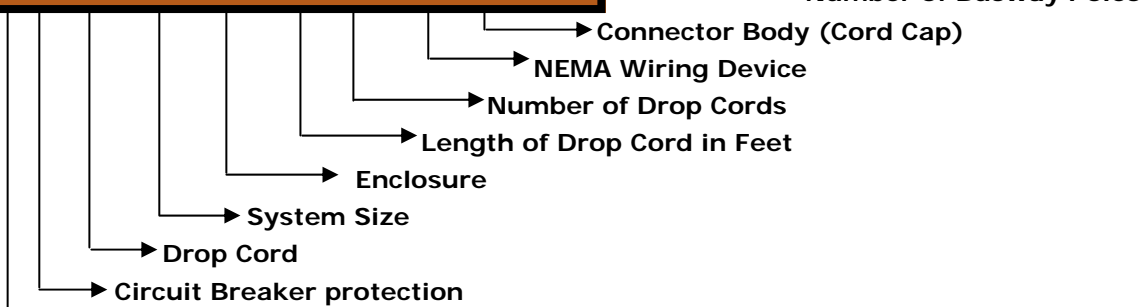 Connector Body (Cord Cap)
NEMA Wiring Device
Number of Drop Cords
Length of Drop Cord in Feet
Enclosure
System Size
Drop Cord
Circuit Breaker protection